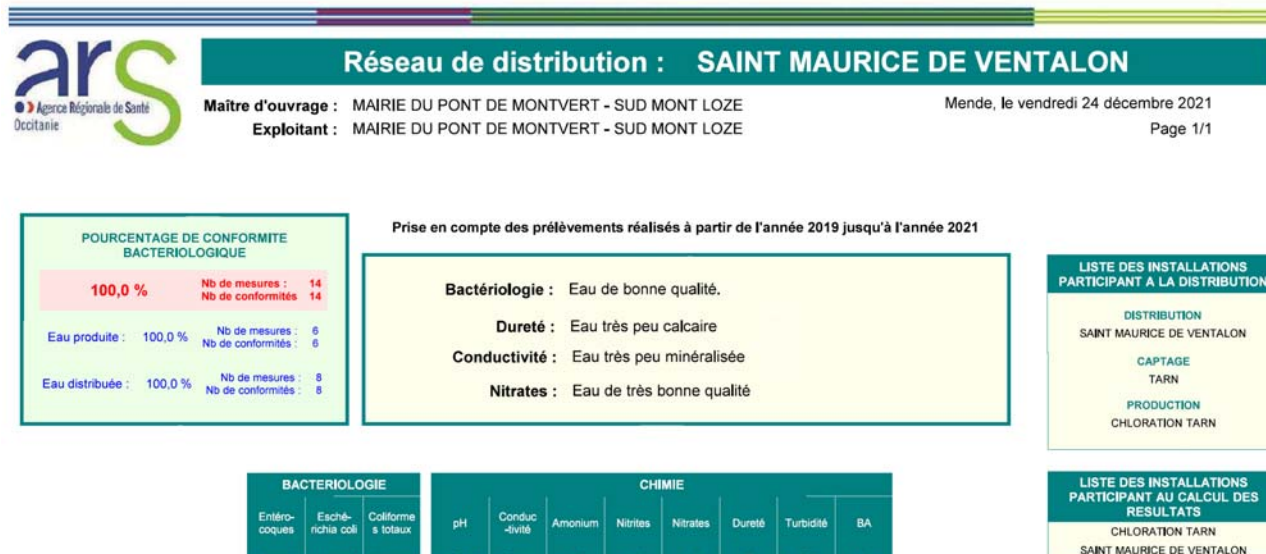 ars
Agence Régionale de Santé
Occitanie
Réseau de distribution : SAINT MAURICE DE VENTALON
Maître d'ouvrage : MAIRIE DU PONT DE MONTVERT - SUD MONT LOZE
Exploitant : MAIRIE DU PONT DE MONTVERT - SUD MONT LOZE
Mende, le vendredi 24 décembre 2021
Page 1/1
POURCENTAGE DE CONFORMITE
BACTERIOLOGIQUE
100,0 % Nb de mesures : 14
Nb de conformités 14
Eau produite : 100,0 % Nb de mesures : 6
Nb de conformités : 6
Eau distribuée : 100,0 % Nb de mesures : 8
Nb de conformités : 8
Prise en compte des prélèvements réalisés à partir de l'année 2019 jusqu'à l'année 2021
Bactériologie : Eau de bonne qualité.
Dureté : Eau très peu calcaire
Conductivité : Eau très peu minéralisée
Nitrates : Eau de très bonne qualité
LISTE DES INSTALLATIONS
PARTICIPANT A LA DISTRIBUTION
DISTRIBUTION
SAINT MAURICE DE VENTALON
CAPTAGE
TARN
PRODUCTION
CHLORATION TARN
BACTERIOLOGIE
Entéro-
coques
Esché-
richia coli
Coliforme
s totaux
CHIMIE
pH
Conduc
-tivité
Amonium
Nitrites
Nitrates
Dureté
Turbidité
BA
LISTE DES INSTALLATIONS
PARTICIPANT AU CALCUL DES
RESULTATS
CHLORATION TARN
SAINT MAURICE DE VENTALON